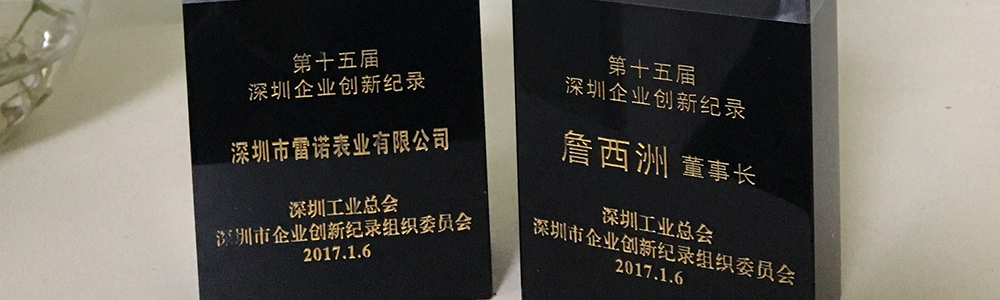 第十五届
深圳企业创新纪录
深圳市雷诺表业有限公司
深圳工业总会
深圳市企业创新纪录组织委员会
2017.1.6
第十五届
深圳企业创新纪录
詹西洲 董事长
深圳工业总会
深圳市企业创新纪录组织委员会
2017.1.6